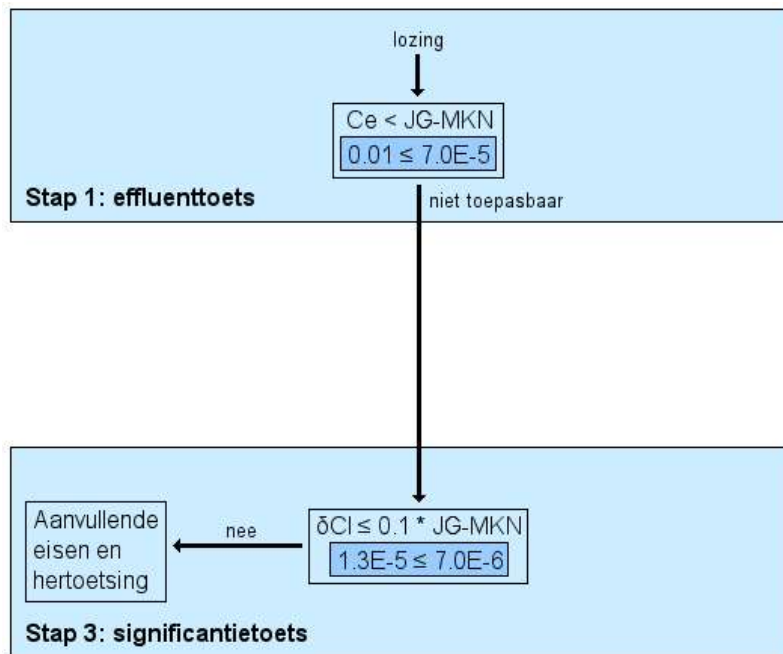 lozing
Ce < JG-MKN
0.01 ≤ 7.0E-5
Stap 1: effluenttoets
niet toepasbaar
Aanvullende
eisen en
hertoetsing
nee
δCl ≤ 0.1 * JG-MKN
1.3E-5 ≤ 7.0E-6
Stap 3: significantietoets